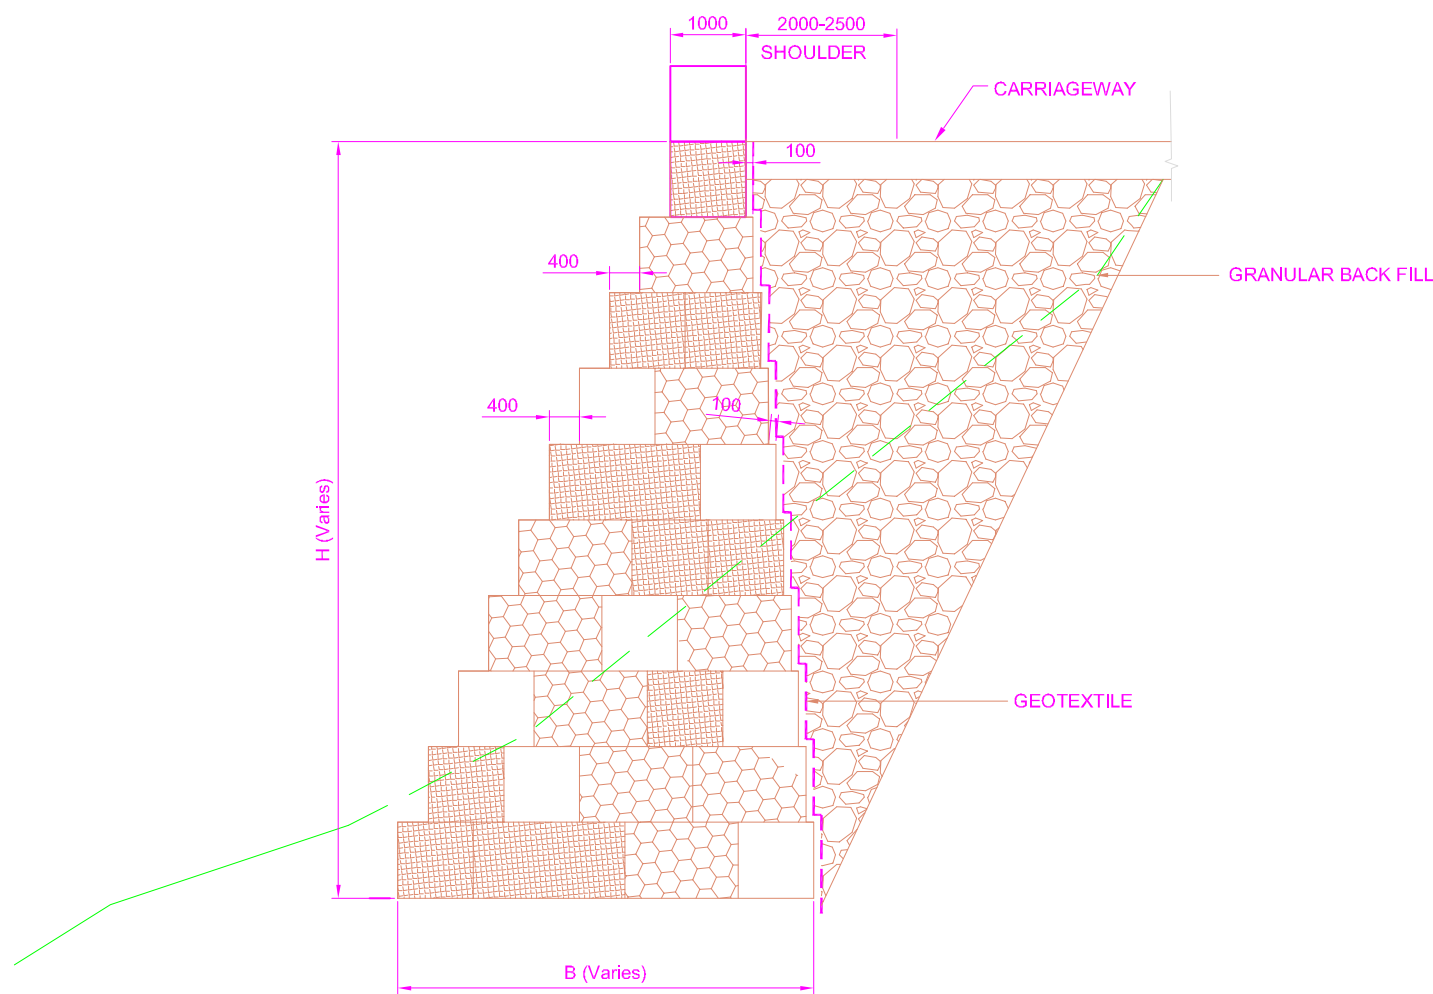 1000
2000-2500
SHOULDER
CARRIAGEWAY
100
400
GRANULAR BACK FILL
400
100
H (Varies)
GEOTEXTILE
B (Varies)